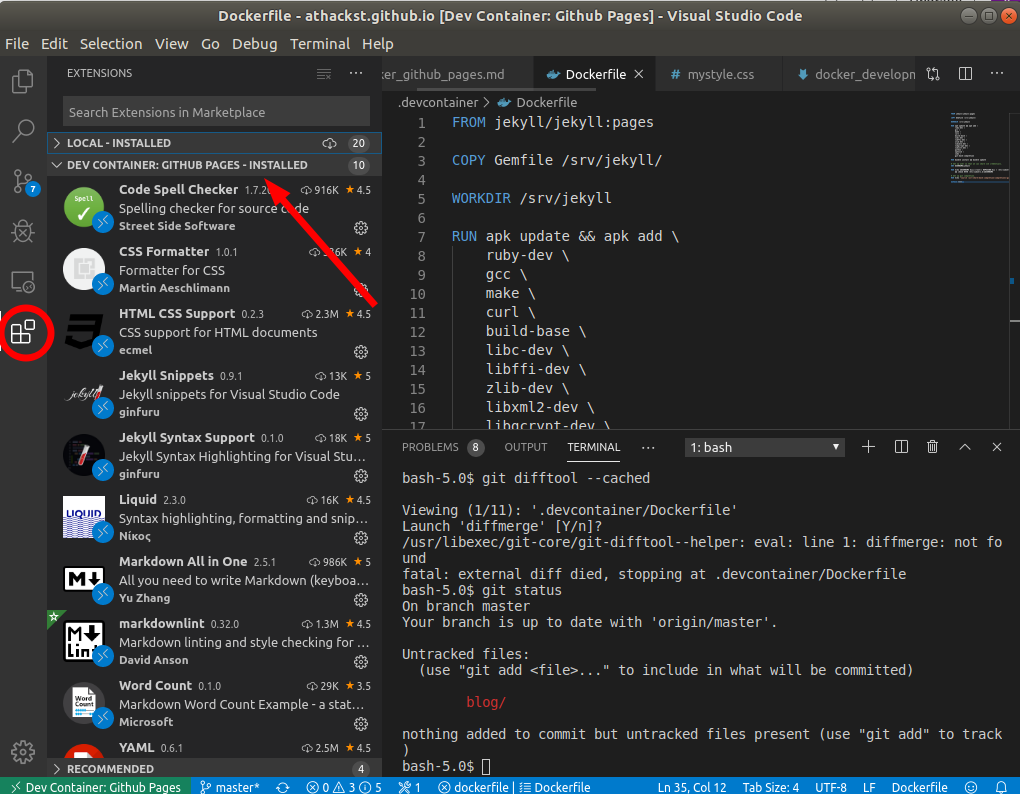 Dockerfile - athackst.github.io [Dev Container: Github Pages] - Visual Studio Code
File Edit Selection View Go Debug Terminal Help
EXTENSIONS
Search Extensions in Marketplace
LOCAL - INSTALLED 20
DEV CONTAINER: GITHUB PAGES - INSTALLED 10
7
Spell
Code Spell Checker 916K 4.5
Spelling checker for source code
Street Side Software
CSS Formatter 1.0.1 4
Formatter for CSS
Martin Aeschlimann
HTML CSS Support 0.2.3 2.3M 4.5
CSS support for HTML documents
ecmel
jekyll
Jekyll Snippets 0.9.1 13K 5
Jekyll snippets for Visual Studio Code
ginfuru
Jekyll Syntax Support 0.1.0 18K 5
Jekyll Syntax Highlighting for Visual Stu...
ginfuru
LIQUID
Liquid 2.3.0 16K 4.5
Syntax highlighting, formatting and snip...
Νίκος
M
Markdown All in One 2.5.1 986K 5
All you need to write Markdown (keyboa...
Yu Zhang
M
markdownlint 0.32.0 1.3M 4.5
Markdown linting and style checking for ...
David Anson
Word
Count
Word Count 0.1.0 29K 3.5
Markdown Word Count Example - a stat...
Microsoft
YAML 0.6.1 2.5M 4.5
RECOMMENDED 4
ker_github_pages.md Dockerfile # mystyle.css docker_developm
.devcontainer > Dockerfile
1 FROM jekyll/jekyll:pages
2
3 COPY Gemfile /srv/jekyll/
4
5 WORKDIR /srv/jekyll
6
7 RUN apk update && apk add \
8 ruby-dev \
9 gcc \
10 make \
11 curl \
12 build-base \
13 libc-dev \
14 libffi-dev \
15 zlib-dev \
16 libxml2-dev \
17 libgcrypt-dev \
PROBLEMS 8 OUTPUT TERMINAL ... 1: bash
bash-5.0$ git difftool --cached
Viewing (1/11): '.devcontainer/Dockerfile'
Launch 'diffmerge' [Y/n]?
/usr/libexec/git-core/git-difftool--helper: eval: line 1: diffmerge: not fo
und
fatal: external diff died, stopping at .devcontainer/Dockerfile
bash-5.0$ git status
On branch master
Your branch is up to date with 'origin/master'.
Untracked files:
(use "git add <file>..." to include in what will be committed)
blog/
nothing added to commit but untracked files present (use "git add" to track
)
bash-5.0$
Dev Container: Github Pages master* 0 3 5 1 dockerfile | Dockerfile Ln 35, Col 12 Tab Size: 4 UTF-8 LF Dockerfile